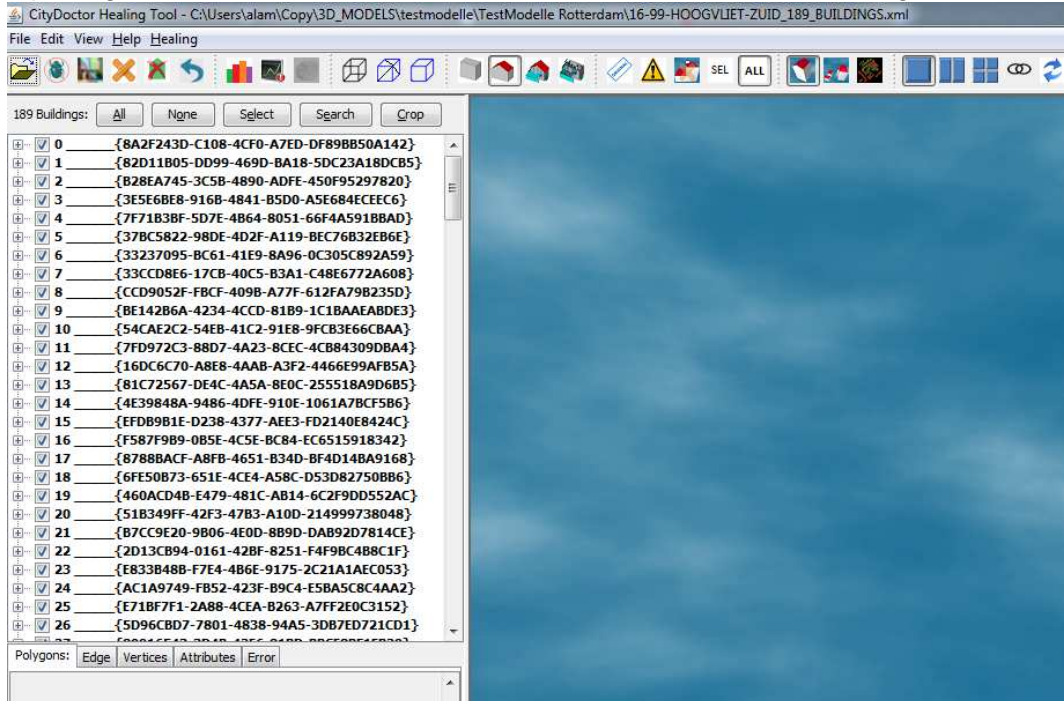 CityDoctor Healing Tool - C:\Users\alam\Copy\3D_MODELS\testmodelle\TestModelle Rotterdam\16-99-HOOGVLIET-ZUID_189_BUILDINGS.xml
File Edit View Help Healing
SEL ALL
189 Buildings: All None Select Search Crop
0 _____{8A2F243D-C108-4CF0-A7ED-DF89BB50A142}
1 _____{82D11B05-DD99-469D-BA18-5DC23A18DCB5}
2 _____{B28EA745-3C5B-4890-ADFE-450F95297820}
3 _____{3E5E6BE8-916B-4841-B5D0-A5E684ECEEC6}
4 _____{7F71B3BF-5D7E-4B64-8051-66F4A591BBAD}
5 _____{37BC5822-98DE-4D2F-A119-BEC76B32EB6E}
6 _____{33237095-BC61-41E9-8A96-0C305C892A59}
7 _____{33CCD8E6-17CB-40C5-B3A1-C48E6772A608}
8 _____{CCD9052F-FBCF-409B-A77F-612FA79B235D}
9 _____{BE142B6A-4234-4CCD-81B9-1C1BAAEABDE3}
10 _____{54CAE2C2-54EB-41C2-91E8-9FCB3E66CBAA}
11 _____{7FD972C3-88D7-4A23-8CEC-4CB84309DBA4}
12 _____{16DC6C70-A8E8-4AAB-A3F2-4466E99AFB5A}
13 _____{81C72567-DE4C-4A5A-8E0C-255518A9D6B5}
14 _____{4E39848A-9486-4DFE-910E-1061A7BCF5B6}
15 _____{EFDB9B1E-D238-4377-AEE3-FD2140E8424C}
16 _____{F587F9B9-0B5E-4C5E-BC84-EC6515918342}
17 _____{8788BACF-A8FB-4651-B34D-BF4D14BA9168}
18 _____{6FE50B73-651E-4CE4-A58C-D53D82750BB6}
19 _____{460ACD4B-E479-481C-AB14-6C2F9DD552AC}
20 _____{51B349FF-42F3-47B3-A10D-214999738048}
21 _____{B7CC9E20-9B06-4E0D-8B9D-DAB92D7814CE}
22 _____{2D13CB94-0161-42BF-8251-F4F9BC4B8C1F}
23 _____{E833B48B-F7E4-4B6E-9175-2C21A1AEC053}
24 _____{AC1A9749-FB52-423F-B9C4-E5BA5C8C4AA2}
25 _____{E71BF7F1-2A88-4CEA-B263-A7FF2E0C3152}
26 _____{5D96CBD7-7801-4838-94A5-3DB7ED721CD1}
Polygons: Edge Vertices Attributes Error